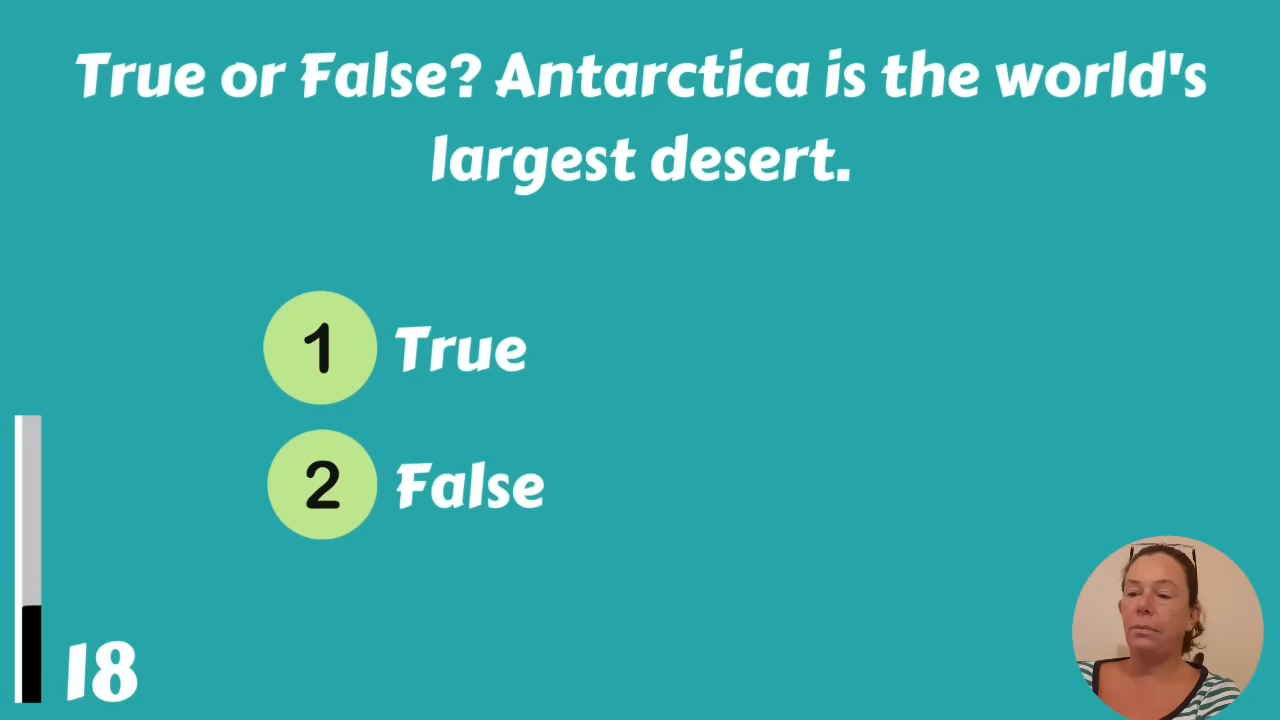 True or False? Antarctica is the world's
largest desert.
1 True
2 False
18